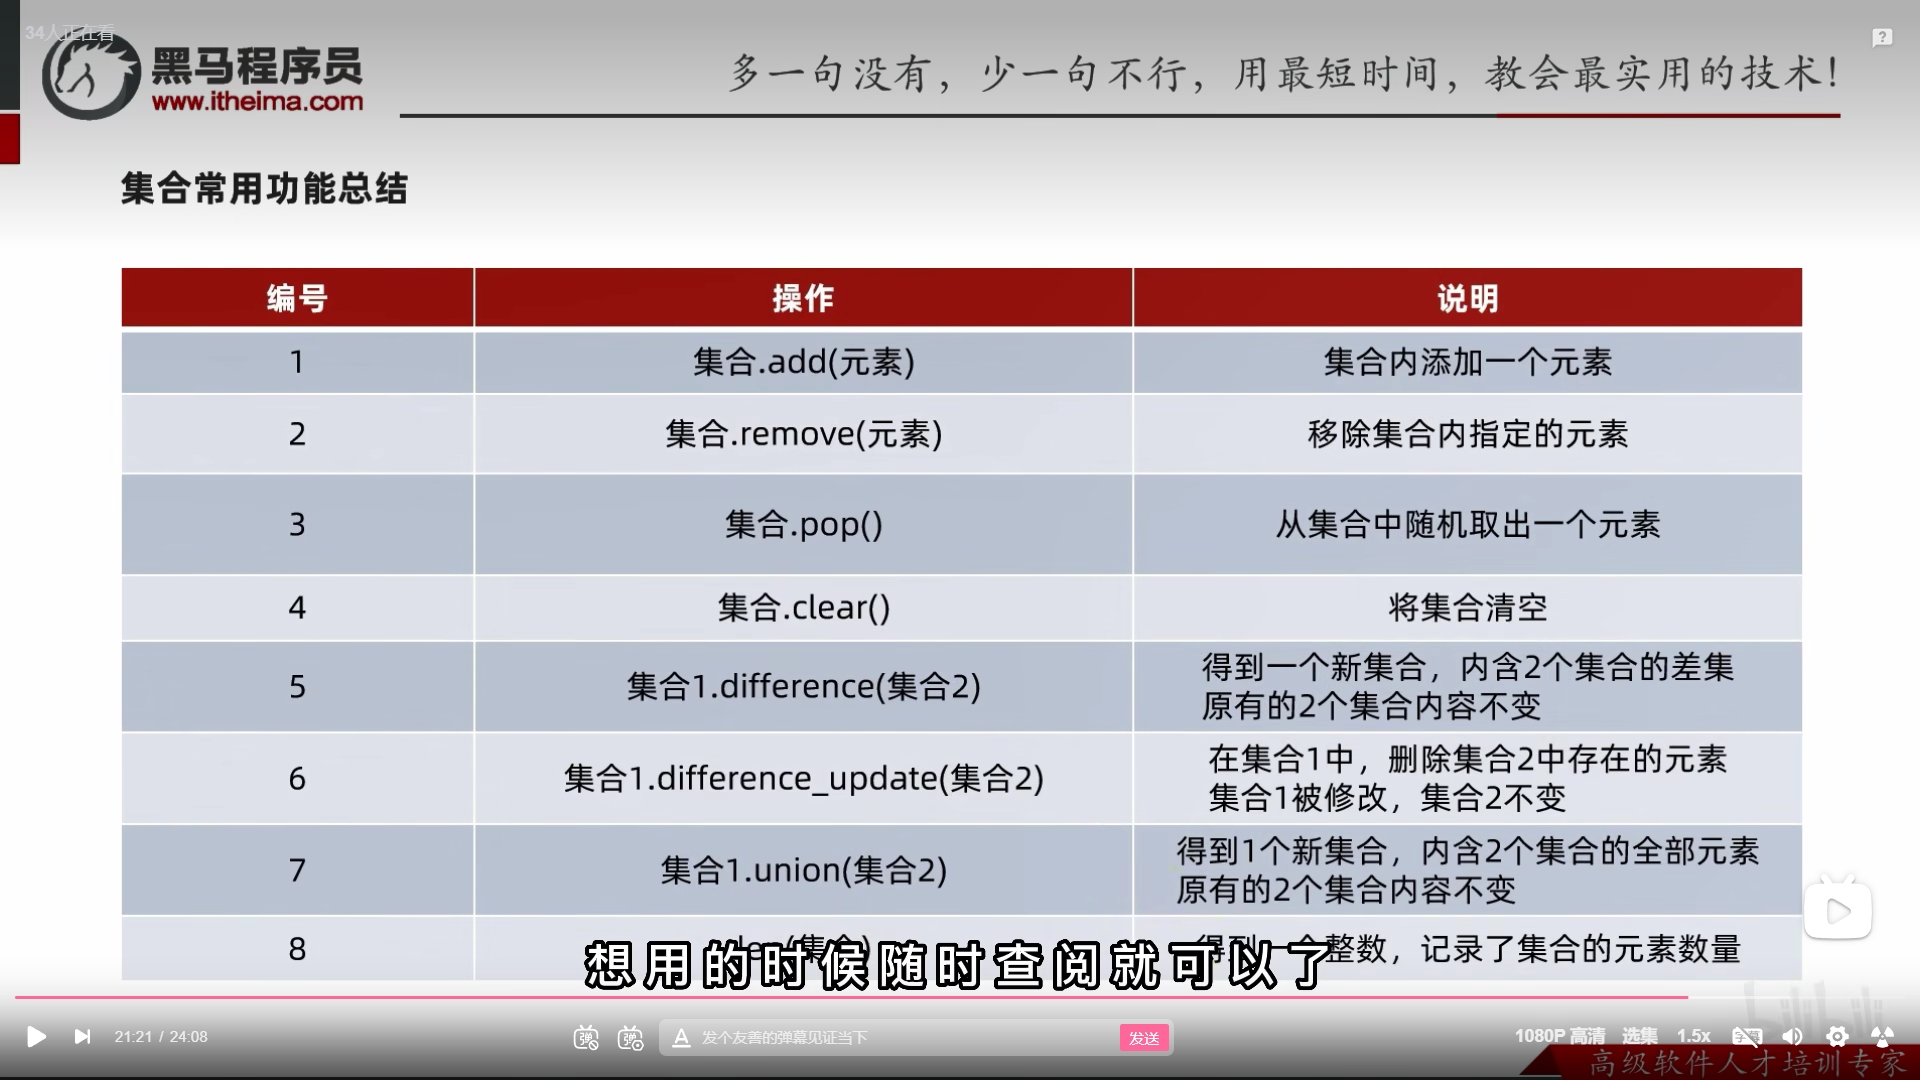 34人正在看
黑马程序员
www.itheima.com
多一句没有，少一句不行，用最短时间，教会最实用的技术！
集合常用功能总结
编号 操作 说明
1 集合.add(元素) 集合内添加一个元素
2 集合.remove(元素) 移除集合内指定的元素
3 集合.pop() 从集合中随机取出一个元素
4 集合.clear() 将集合清空
5 集合1.difference(集合2) 得到一个新集合，内含2个集合的差集
原有的2个集合内容不变
6 集合1.difference_update(集合2) 在集合1中，删除集合2中存在的元素
集合1被修改，集合2不变
7 集合1.union(集合2) 得到1个新集合，内含2个集合的全部元素
原有的2个集合内容不变
8 len(集合) 得到一个整数，记录了集合的元素数量
想用的时候随时查阅就可以了
21:21 / 24:08
发个友善的弹幕见证当下
发送
1080P 高清 选集 1.5x
bilibili
高级软件人才培训专家